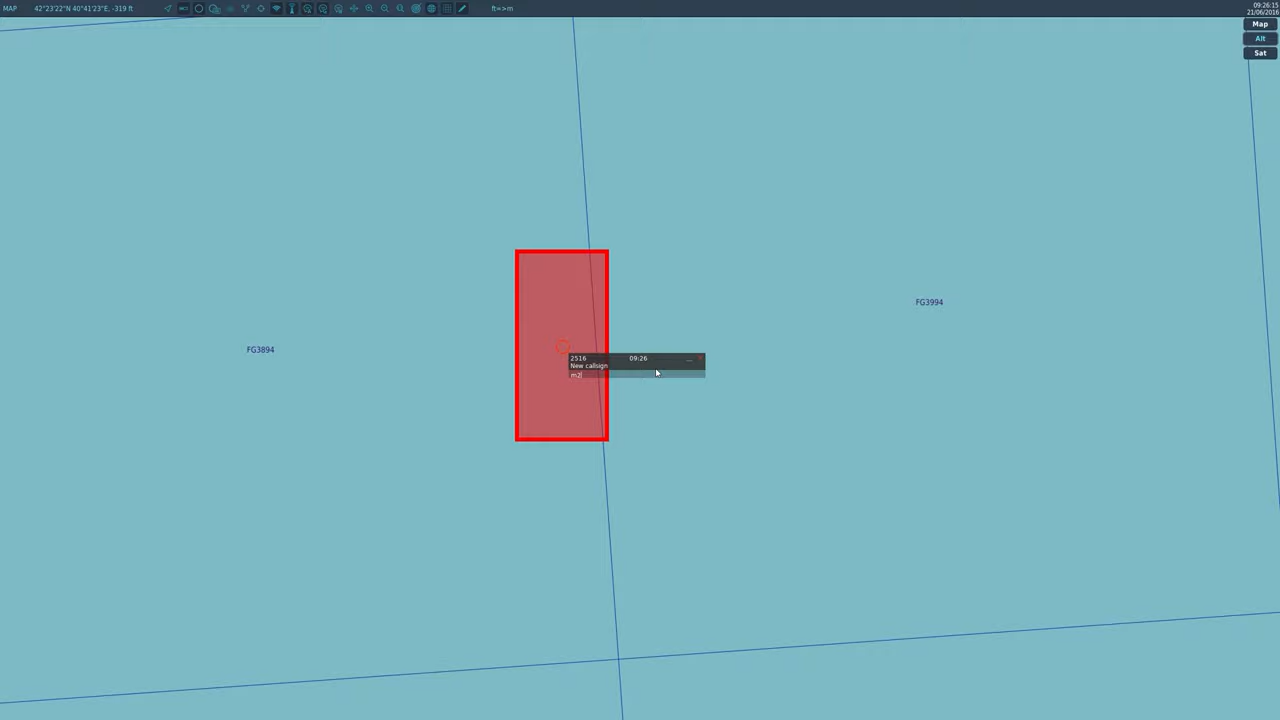 MAP 42°23'22"N 40°41'23"E, -319 ft ft=>m 09:26:15
21/06/2016
Map
Alt
Sat
FG3994
FG3894
2516 09:26
New callsign
m2